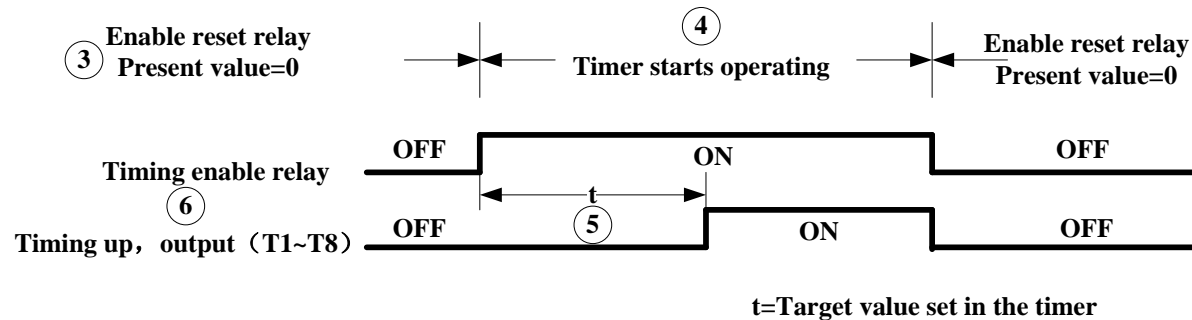 ④
Enable reset relay
③ Present value=0
Timer starts operating
Enable reset relay
Present value=0
OFF
ON
OFF
Timing enable relay
t
⑥
⑤
Timing up，output（T1~T8）
OFF
ON
OFF
t=Target value set in the timer